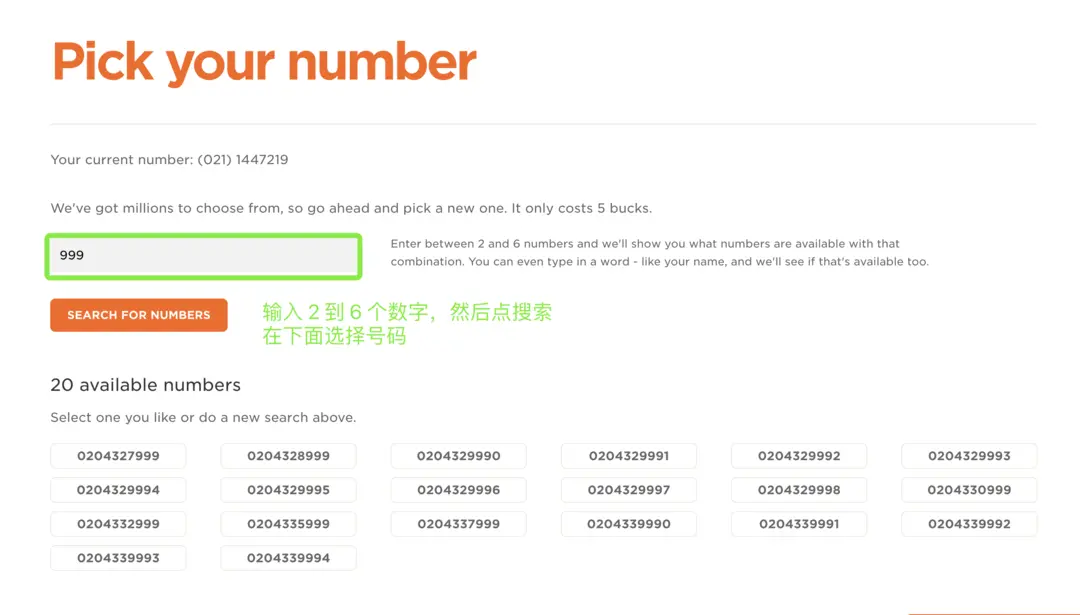 Pick your number
Your current number: (021) 1447219
We've got millions to choose from, so go ahead and pick a new one. It only costs 5 bucks.
999
Enter between 2 and 6 numbers and we'll show you what numbers are available with that
combination. You can even type in a word - like your name, and we'll see if that's available too.
SEARCH FOR NUMBERS
输入 2 到 6 个数字，然后点搜索
在下面选择号码
20 available numbers
Select one you like or do a new search above.
0204327999 0204328999 0204329990 0204329991 0204329992 0204329993
0204329994 0204329995 0204329996 0204329997 0204329998 0204330999
0204332999 0204335999 0204337999 0204339990 0204339991 0204339992
0204339993 0204339994